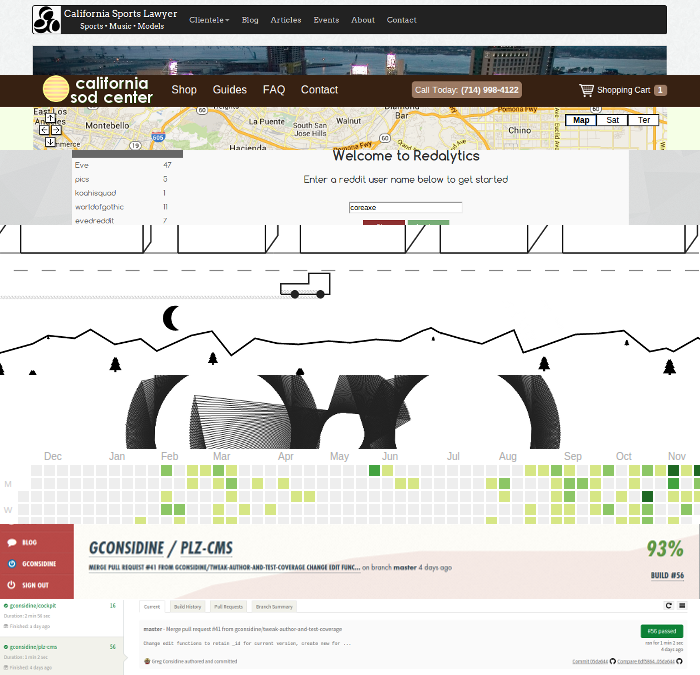 California Sports Lawyer
Sports • Music • Models
Clientele Blog Articles Events About Contact
california
sod center
Shop Guides FAQ Contact
Call Today: (714) 998-4122
Shopping Cart 1
East Los
Angeles
Montebello
60
La Puente
South San
Jose Hills
Walnut
Diamond
Bar
Pomona Fwy
60
Chino
Map Sat Ter
605
19
Hacienda
Eve 47
pics 5
koahisquad 1
worldofgothic 11
evedreddit 7
Welcome to Redalytics
Enter a reddit user name below to get started
coreaxe
Dec Jan Feb Mar Apr May Jun Jul Aug Sep Oct Nov
M
W
BLOG
GCONSIDINE
SIGN OUT
GCONSIDINE / PLZ-CMS
MERGE PULL REQUEST #41 FROM GCONSIDINE/TWEAK-AUTHOR-AND-TEST-COVERAGE CHANGE EDIT FUNC... on branch master 4 days ago
93%
BUILD #56
gconsidine/cockpit 16
Duration: 2 min 58 sec
Finished: 4 days ago
gconsidine/plz-cms 56
Duration: 1 min 2 sec
Finished: 4 days ago
Current Build History Pull Requests Branch Summary
master - Merge pull request #41 from gconsidine/tweak-author-and-test-coverage
Change edit functions to retain _id for current version, create new for ...
Greg Considine authored and committed
#56 passed
ran for 1 min 2 sec
4 days ago